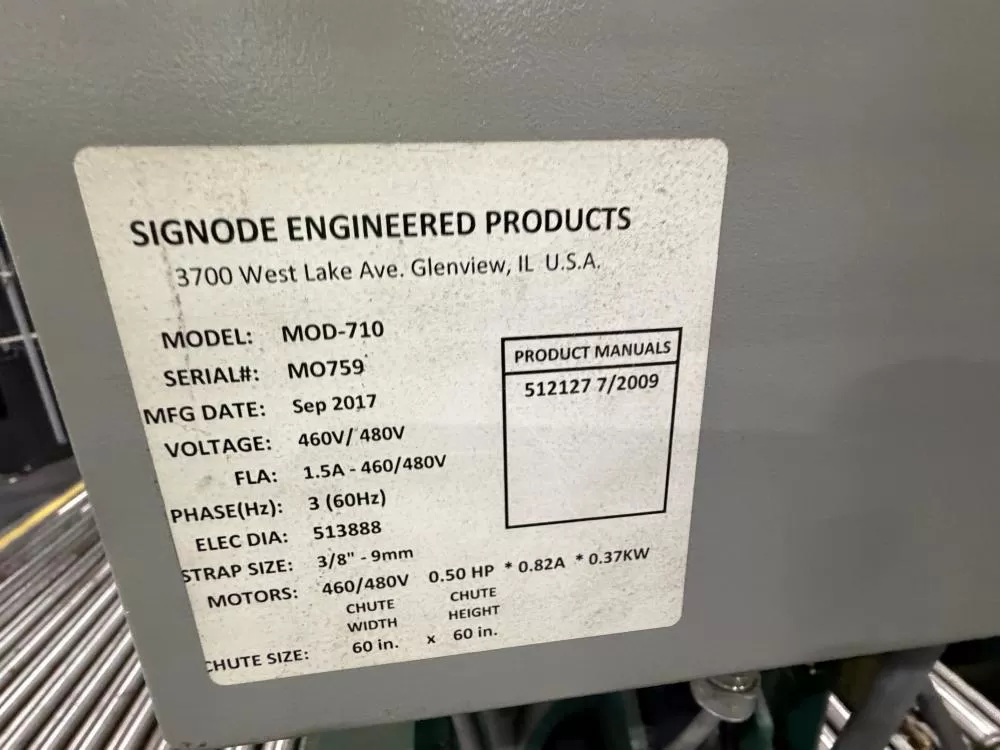 SIGNODE ENGINEERED PRODUCTS
3700 West Lake Ave. Glenview, IL U.S.A.
MODEL: MOD-710
SERIAL#: MO759
MFG DATE: Sep 2017
VOLTAGE: 460V/ 480V
FLA: 1.5A - 460/480V
PHASE(Hz): 3 (60Hz)
ELEC DIA: 513888
STRAP SIZE: 3/8" - 9mm
MOTORS: 460/480V 0.50 HP * 0.82A * 0.37KW
CHUTE WIDTH CHUTE HEIGHT
CHUTE SIZE: 60 in. x 60 in.
PRODUCT MANUALS
512127 7/2009